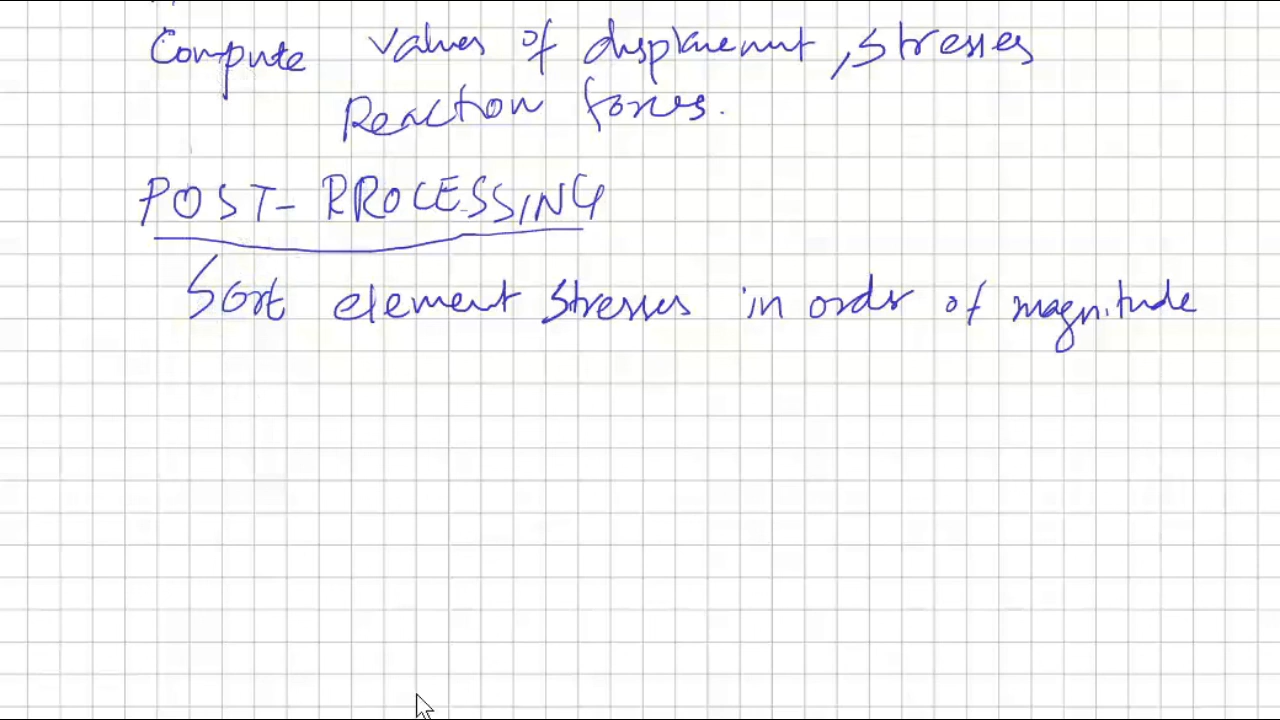 Compute values of displacement, stresses
Reaction forces.
POST-PROCESSING
Sort element stresses in order of magnitude